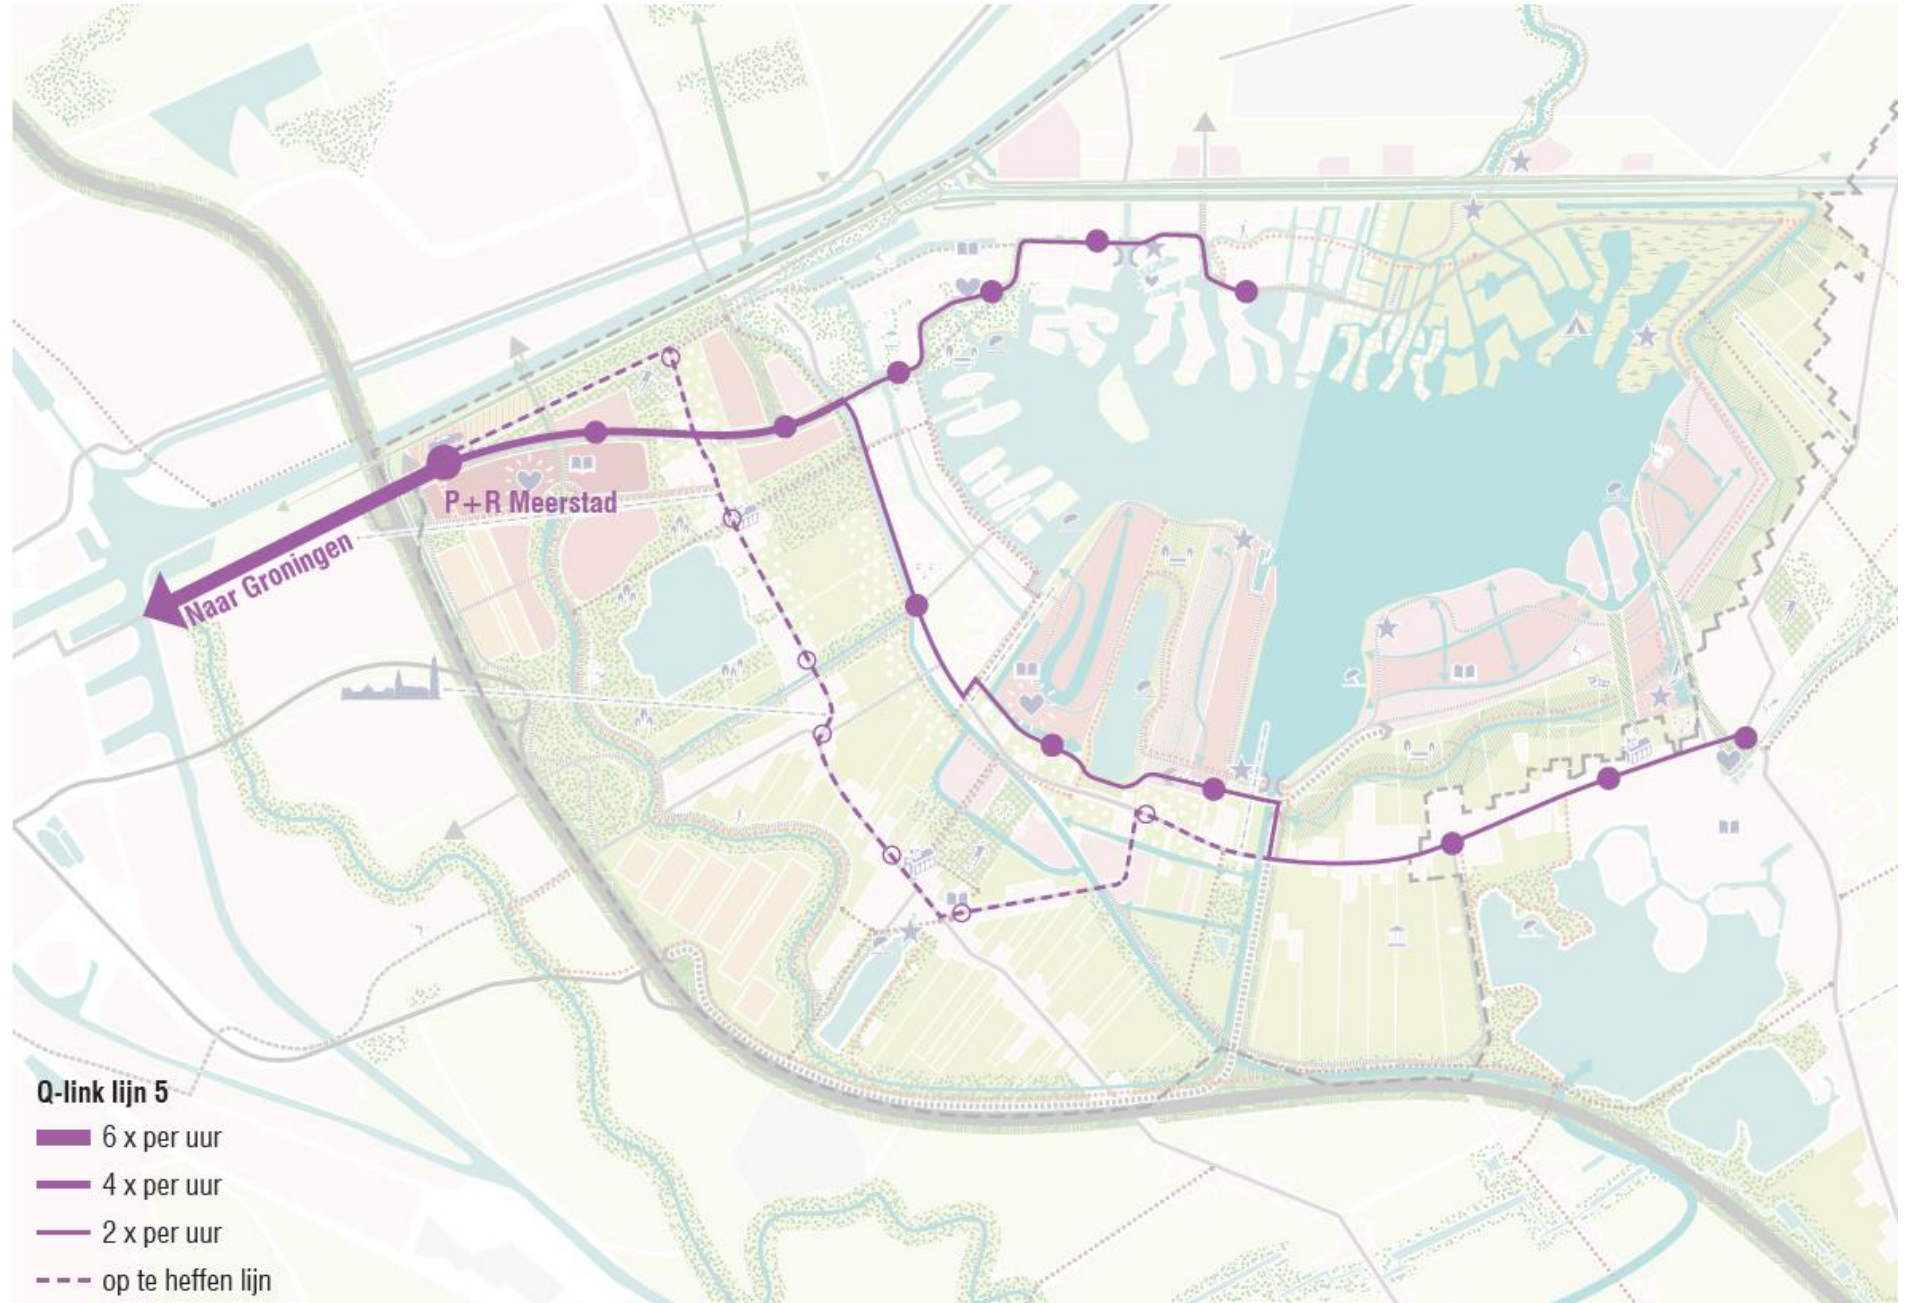 P+R Meerstad
Naar Groningen
Q-link lijn 5
6 x per uur
4 x per uur
2 x per uur
op te heffen lijn